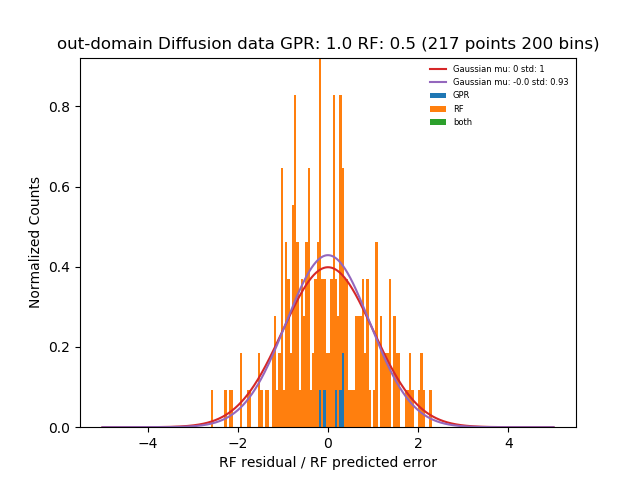 out-domain Diffusion data GPR: 1.0 RF: 0.5 (217 points 200 bins)
Gaussian mu: 0 std: 1
Gaussian mu: -0.0 std: 0.93
GPR
RF
both
Normalized Counts
0.8
0.6
0.4
0.2
0.0
−4 −2 0 2 4
RF residual / RF predicted error